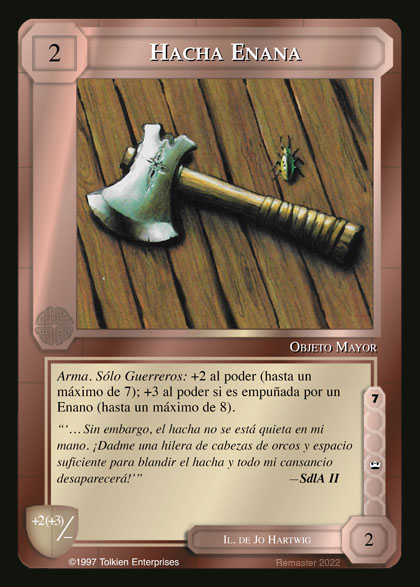 2
HACHA ENANA
OBJETO MAYOR
Arma. Sólo Guerreros: +2 al poder (hasta un
máximo de 7); +3 al poder si es empuñada por un
Enano (hasta un máximo de 8).
“‘… Sin embargo, el hacha no se está quieta en mi
mano. ¡Dadme una hilera de cabezas de orcos y espacio
suficiente para blandir el hacha y todo mi cansancio
desaparecerá!’” —SdlA II
7
+2(+3)/–
IL. DE JO HARTWIG
2
©1997 Tolkien Enterprises
Remaster 2022